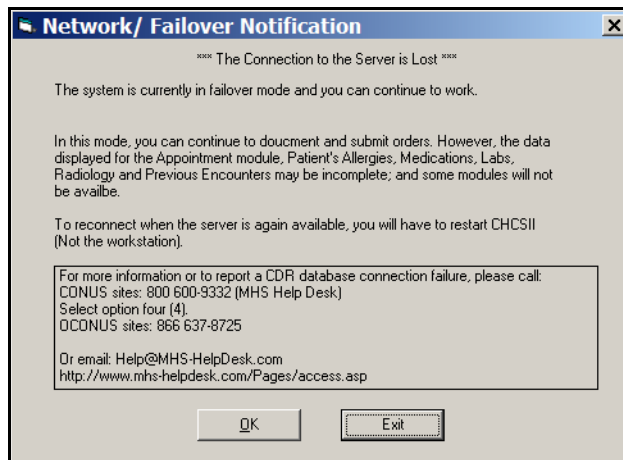 Network/ Failover Notification
*** The Connection to the Server is Lost ***
The system is currently in failover mode and you can continue to work.
In this mode, you can continue to doucment and submit orders. However, the data
displayed for the Appointment module, Patient's Allergies, Medications, Labs,
Radiology and Previous Encounters may be incomplete; and some modules will not
be availbe.
To reconnect when the server is again available, you will have to restart CHCSII
(Not the workstation).
For more information or to report a CDR database connection failure, please call:
CONUS sites: 800 600-9332 (MHS Help Desk)
Select option four (4).
OCONUS sites: 866 637-8725
Or email: Help@MHS-HelpDesk.com
http://www.mhs-helpdesk.com/Pages/access.asp
OK
Exit